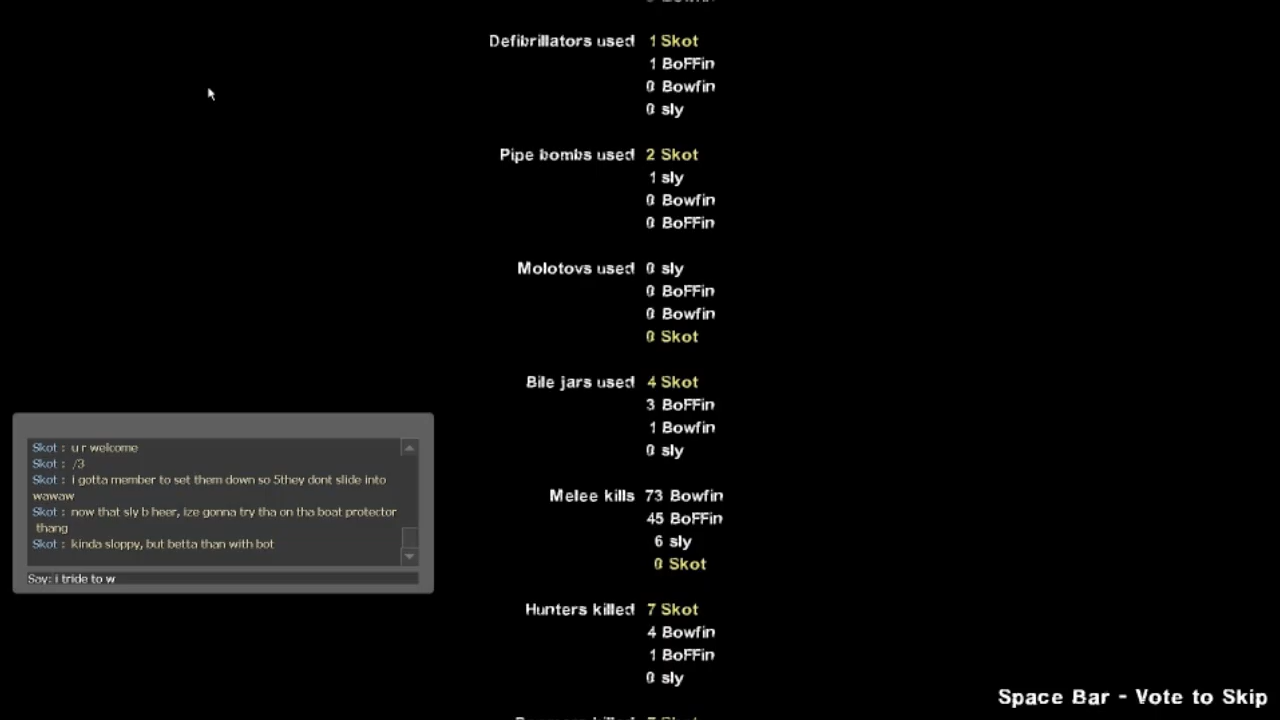 Defibrillators used 1 Skot
1 BoFFin
0 Bowfin
0 sly
Pipe bombs used 2 Skot
1 sly
0 Bowfin
0 BoFFin
Molotovs used 0 sly
0 BoFFin
0 Bowfin
0 Skot
Bile jars used 4 Skot
3 BoFFin
1 Bowfin
0 sly
Melee kills 73 Bowfin
45 BoFFin
6 sly
0 Skot
Hunters killed 7 Skot
4 Bowfin
1 BoFFin
0 sly
Skot : u r welcome
Skot : /3
Skot : i gotta member to set them down so 5they dont slide into
wawaw
Skot : now that sly b heer, ize gonna try tha on tha boat protector
thang
Skot : kinda sloppy, but betta than with bot
Say: i tride to w
Space Bar - Vote to Skip